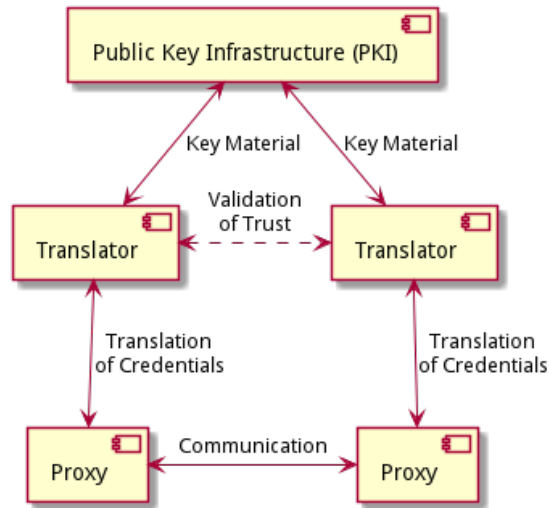 Public Key Infrastructure (PKI)
Key Material
Key Material
Validation
of Trust
Translator
Translator
Translation
of Credentials
Translation
of Credentials
Communication
Proxy
Proxy